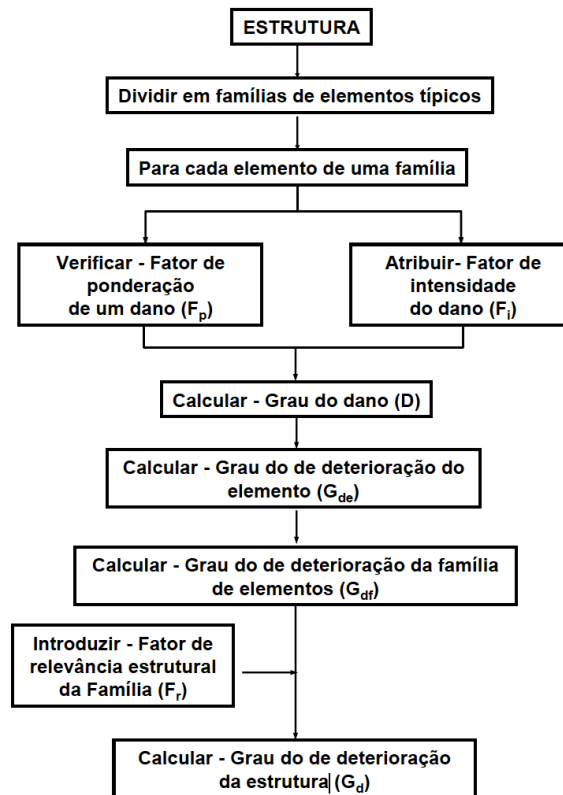 ESTRUTURA
Dividir em famílias de elementos típicos
Para cada elemento de uma família
Verificar - Fator de
ponderação
de um dano (Fp)
Atribuir- Fator de
intensidade
do dano (Fi)
Calcular - Grau do dano (D)
Calcular - Grau do de deterioração do
elemento (Gde)
Calcular - Grau do de deterioração da família
de elementos (Gdf)
Introduzir - Fator de
relevância estrutural
da Família (Fr)
Calcular - Grau do de deterioração
da estrutura (Gd)